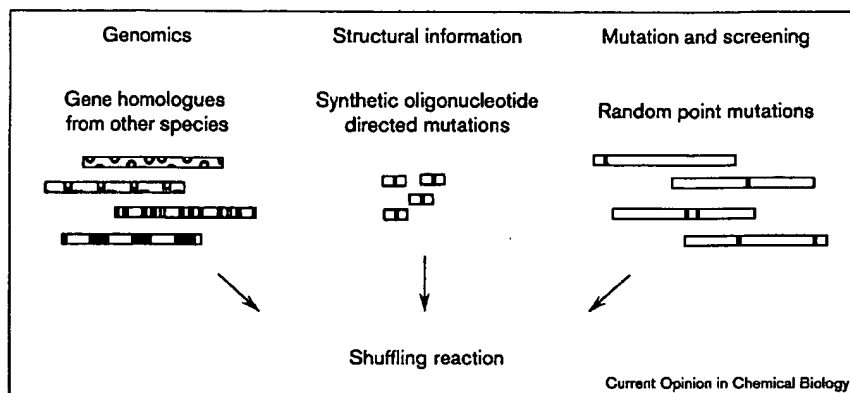 Genomics
Structural information
Mutation and screening
Gene homologues
from other species
Synthetic oligonucleotide
directed mutations
Random point mutations
Shuffling reaction
Current Opinion in Chemical Biology